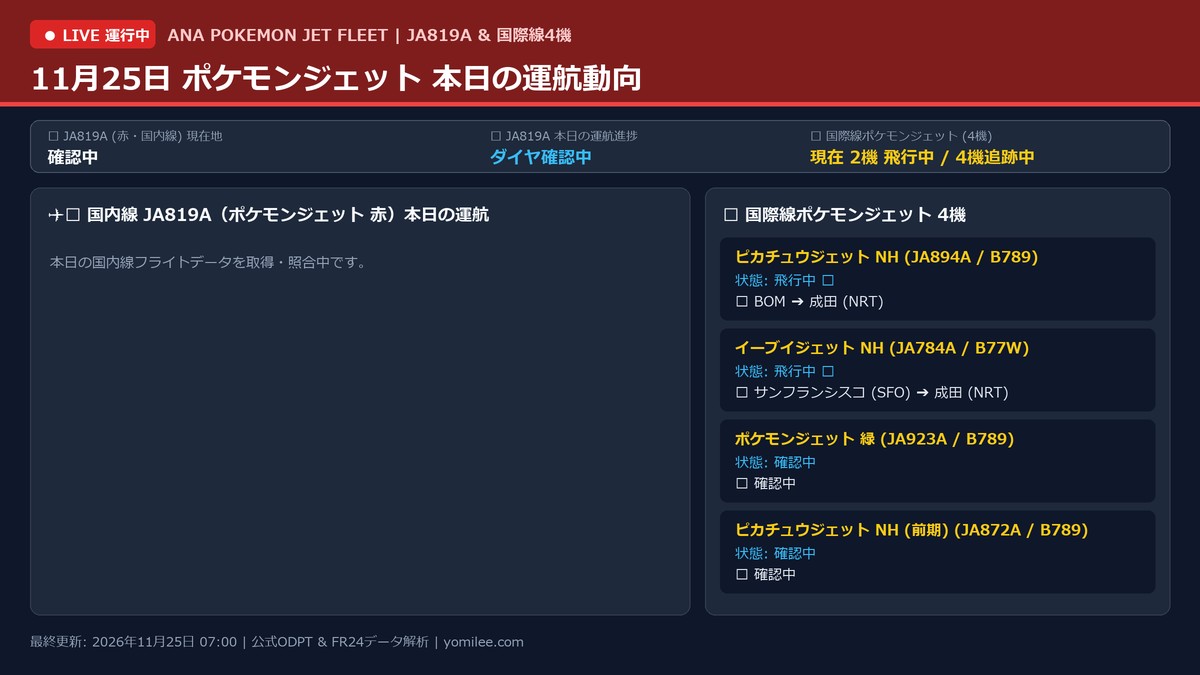 ● LIVE 運行中 ANA POKEMON JET FLEET | JA819A & 国際線4機
11月25日 ポケモンジェット 本日の運航動向
□ JA819A (赤・国内線) 現在地
確認中
□ JA819A 本日の運航進捗
ダイヤ確認中
□ 国際線ポケモンジェット (4機)
現在 2機 飛行中 / 4機追跡中
✈□ 国内線 JA819A（ポケモンジェット 赤）本日の運航
本日の国内線フライトデータを取得・照合中です。
□ 国際線ポケモンジェット 4機
ピカチュウジェット NH (JA894A / B789)
状態: 飛行中 □
□ BOM ➔ 成田 (NRT)
イーブイジェット NH (JA784A / B77W)
状態: 飛行中 □
□ サンフランシスコ (SFO) ➔ 成田 (NRT)
ポケモンジェット 緑 (JA923A / B789)
状態: 確認中
□ 確認中
ピカチュウジェット NH (前期) (JA872A / B789)
状態: 確認中
□ 確認中
最終更新: 2026年11月25日 07:00 | 公式ODPT & FR24データ解析 | yomilee.com